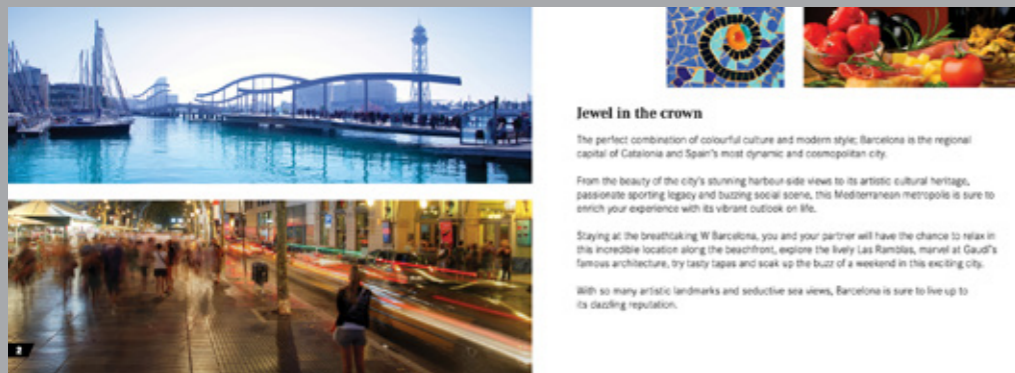 Jewel in the crown
The perfect combination of colourful culture and modern style; Barcelona is the regional
capital of Catalonia and Spain's most dynamic and cosmopolitan city.
From the beauty of the city's stunning harbour-side views to its artistic cultural heritage,
passionate sporting legacy and buzzing social scene, this Mediterranean metropolis is sure to
enrich your experience with its vibrant outlook on life.
Staying at the breathtaking W Barcelona, you and your partner will have the chance to relax in
this incredible location along the beachfront, explore the lively Las Ramblas, marvel at Gaudi's
famous architecture, try tasty tapas and soak up the buzz of a weekend in this exciting city.
With so many artistic landmarks and seductive sea views, Barcelona is sure to live up to
its dazzling reputation.
2